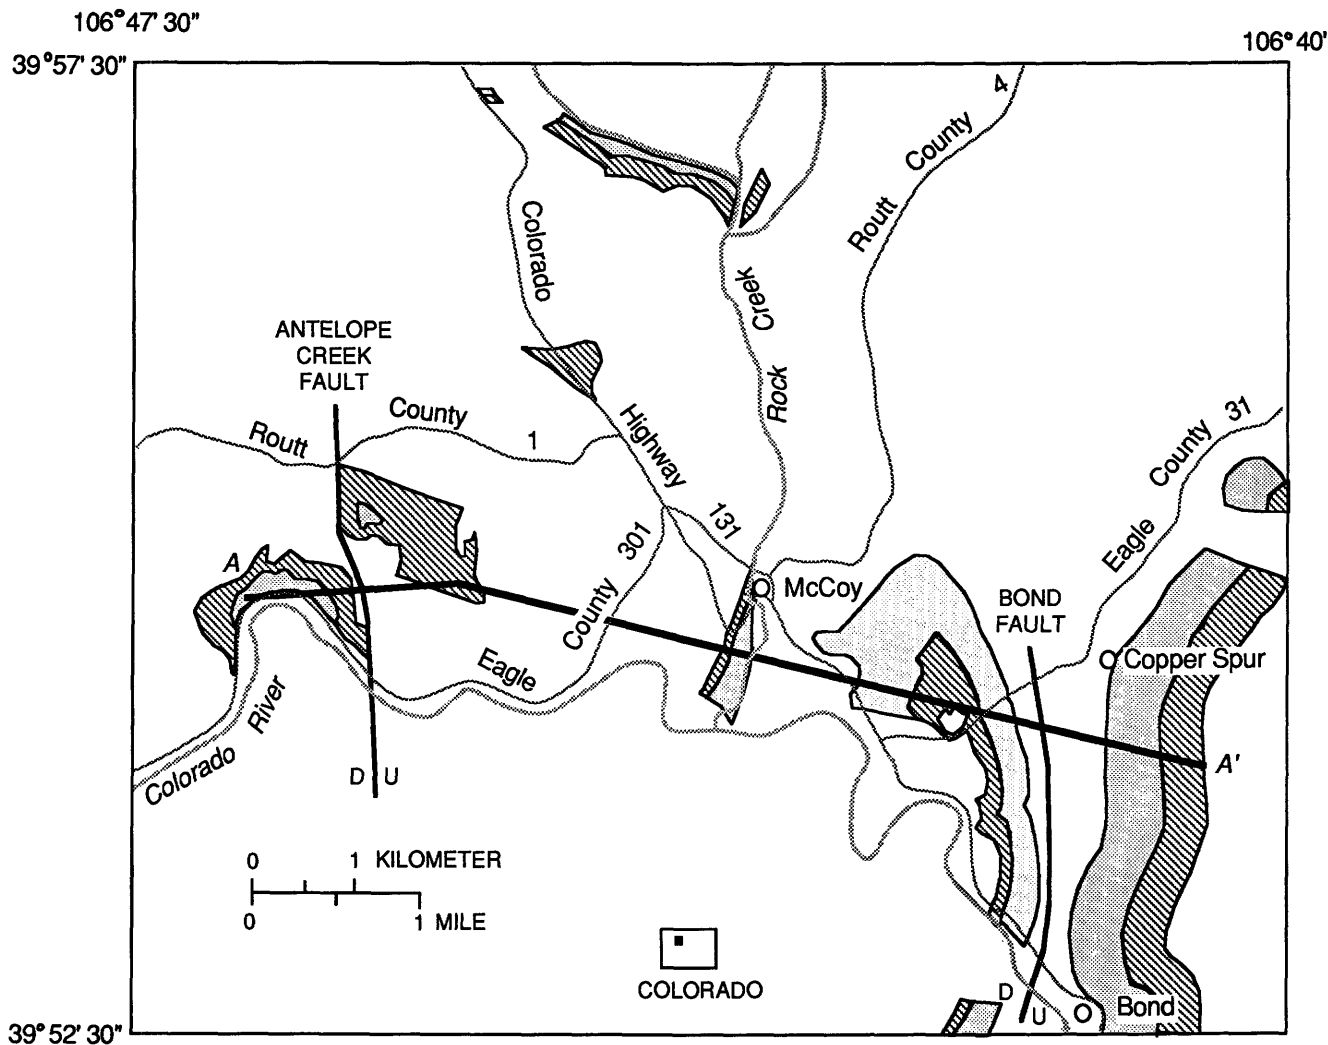 106°47'30"
39°57'30"
106°40'
4
County
Routt
Colorado
Creek
Rock
ANTELOPE
CREEK
FAULT
County
Routt
1
Highway
131
31
County
Eagle
301
County
Eagle
A
McCoy
BOND
FAULT
Copper Spur
A'
River
Colorado
D U
0 1 KILOMETER
0 1 MILE
COLORADO
D
U
Bond
39°52'30"